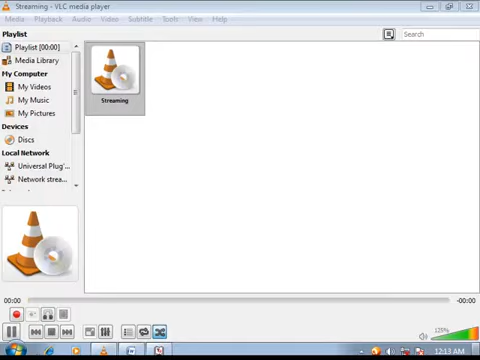 Streaming - VLC media player
Media Playback Audio Video Subtitle Tools View Help
Playlist
Search
Playlist [00:00]
Media Library
My Computer
My Videos
My Music
My Pictures
Devices
Discs
Local Network
Universal Plug'...
Network strea...
Streaming
00:00
-00:00
125%
12:13 AM